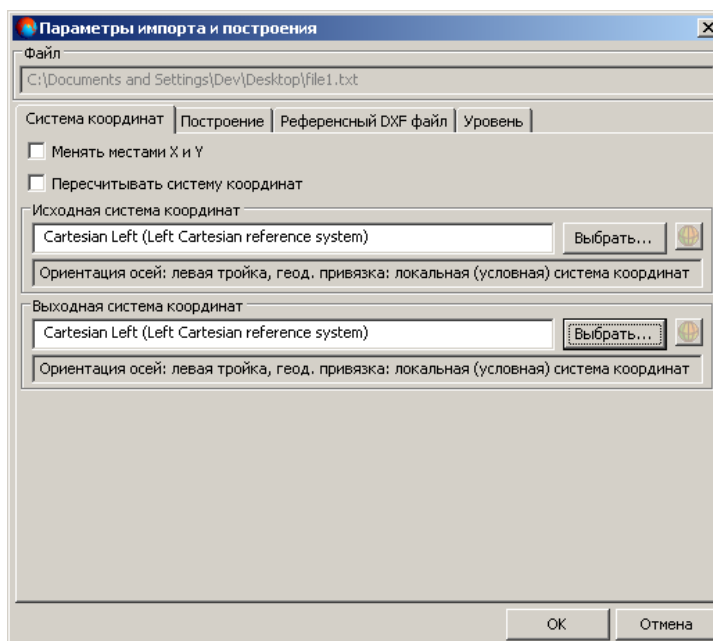 Параметры импорта и построения
Файл
C:\Documents and Settings\Dev\Desktop\file1.txt
Система координат Построение Референсный DXF файл Уровень
Менять местами X и Y
Пересчитывать систему координат
Исходная система координат
Cartesian Left (Left Cartesian reference system) Выбрать...
Ориентация осей: левая тройка, геод. привязка: локальная (условная) система координат
Выходная система координат
Cartesian Left (Left Cartesian reference system) Выбрать...
Ориентация осей: левая тройка, геод. привязка: локальная (условная) система координат
ОК Отмена